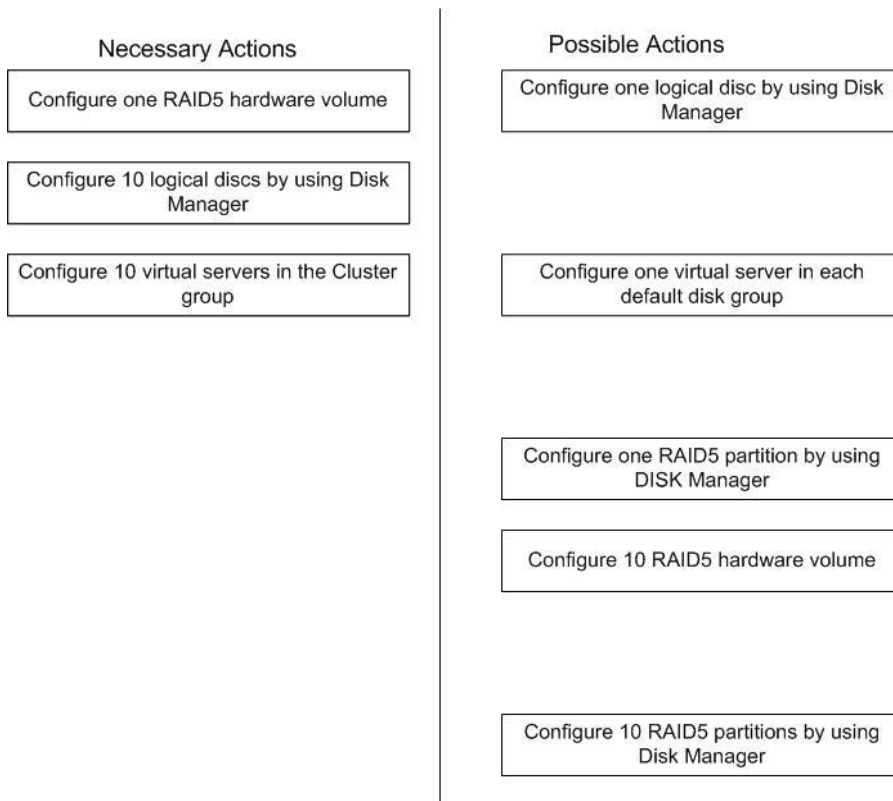 Necessary Actions
Configure one RAID5 hardware volume
Configure 10 logical discs by using Disk
Manager
Configure 10 virtual servers in the Cluster
group
Possible Actions
Configure one logical disc by using Disk
Manager
Configure one virtual server in each
default disk group
Configure one RAID5 partition by using
DISK Manager
Configure 10 RAID5 hardware volume
Configure 10 RAID5 partitions by using
Disk Manager